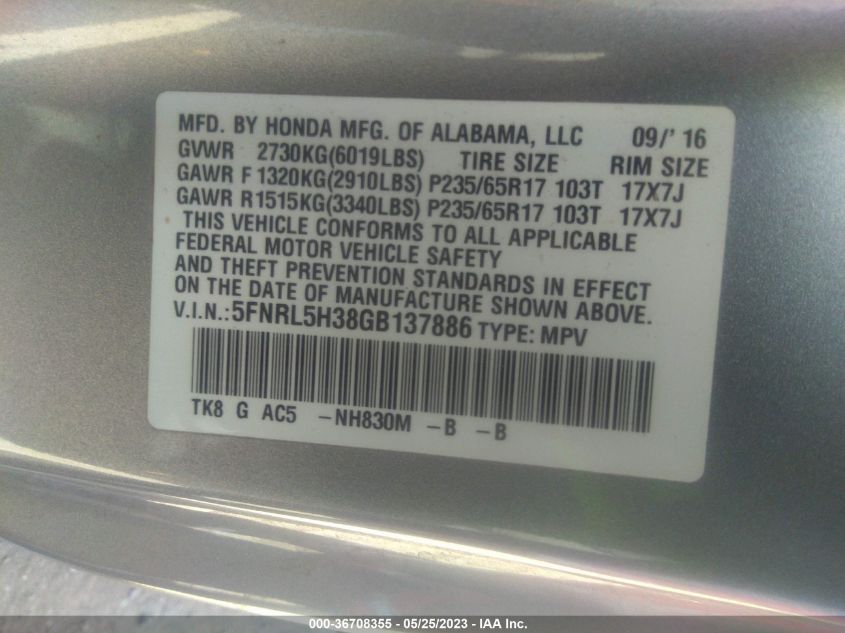 MFD. BY HONDA MFG. OF ALABAMA, LLC 09/' 16
GVWR 2730KG(6019LBS) TIRE SIZE RIM SIZE
GAWR F 1320KG(2910LBS) P235/65R17 103T 17X7J
GAWR R1515KG(3340LBS) P235/65R17 103T 17X7J
THIS VEHICLE CONFORMS TO ALL APPLICABLE
FEDERAL MOTOR VEHICLE SAFETY
AND THEFT PREVENTION STANDARDS IN EFFECT
ON THE DATE OF MANUFACTURE SHOWN ABOVE.
V.I.N.:5FNRL5H38GB137886 TYPE: MPV
TK8 G AC5 -NH830M -B -B
000-36708355 - 05/25/2023 - IAA Inc.